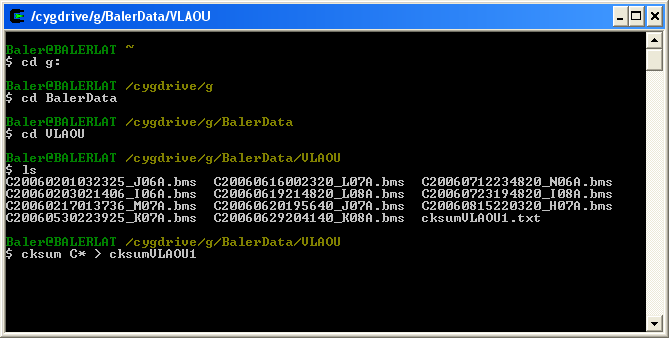 /cygdrive/g/BalerData/VLAOU
Baler@BALERLAT ~
$ cd g:
Baler@BALERLAT /cygdrive/g
$ cd BalerData
Baler@BALERLAT /cygdrive/g/BalerData
$ cd VLAOU
Baler@BALERLAT /cygdrive/g/BalerData/VLAOU
$ ls
C20060201032325_J06A.bms  C20060616002320_L07A.bms  C20060712234820_N06A.bms
C20060203021406_I06A.bms  C20060619214820_L08A.bms  C20060723194820_I08A.bms
C20060217013736_M07A.bms  C20060620195640_J07A.bms  C20060815220320_H07A.bms
C20060530223925_K07A.bms  C20060629204140_K08A.bms  cksumVLAOU1.txt
Baler@BALERLAT /cygdrive/g/BalerData/VLAOU
$ cksum C* > cksumVLAOU1